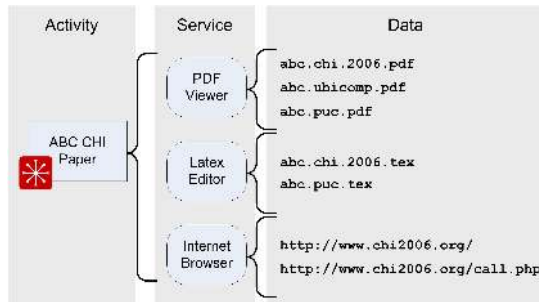 Activity
Service
Data
ABC CHI
Paper
PDF
Viewer
abc.chi.2006.pdf
abc.ubicomp.pdf
abc.puc.pdf
Latex
Editor
abc.chi.2006.tex
abc.puc.tex
Internet
Browser
http://www.chi2006.org/
http://www.chi2006.org/call.php